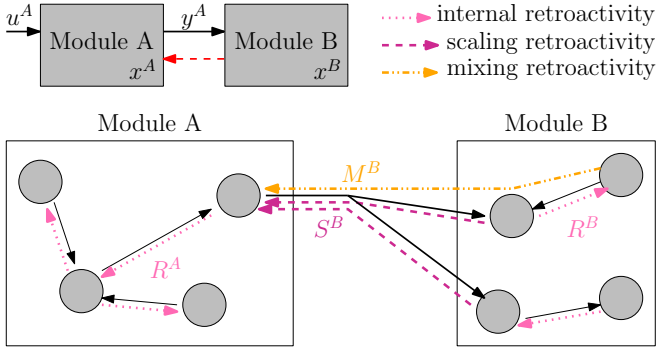 u^A
y^A
Module A
x^A
Module B
x^B
internal retroactivity
scaling retroactivity
mixing retroactivity
Module A
Module B
M^B
S^B
R^A
R^B